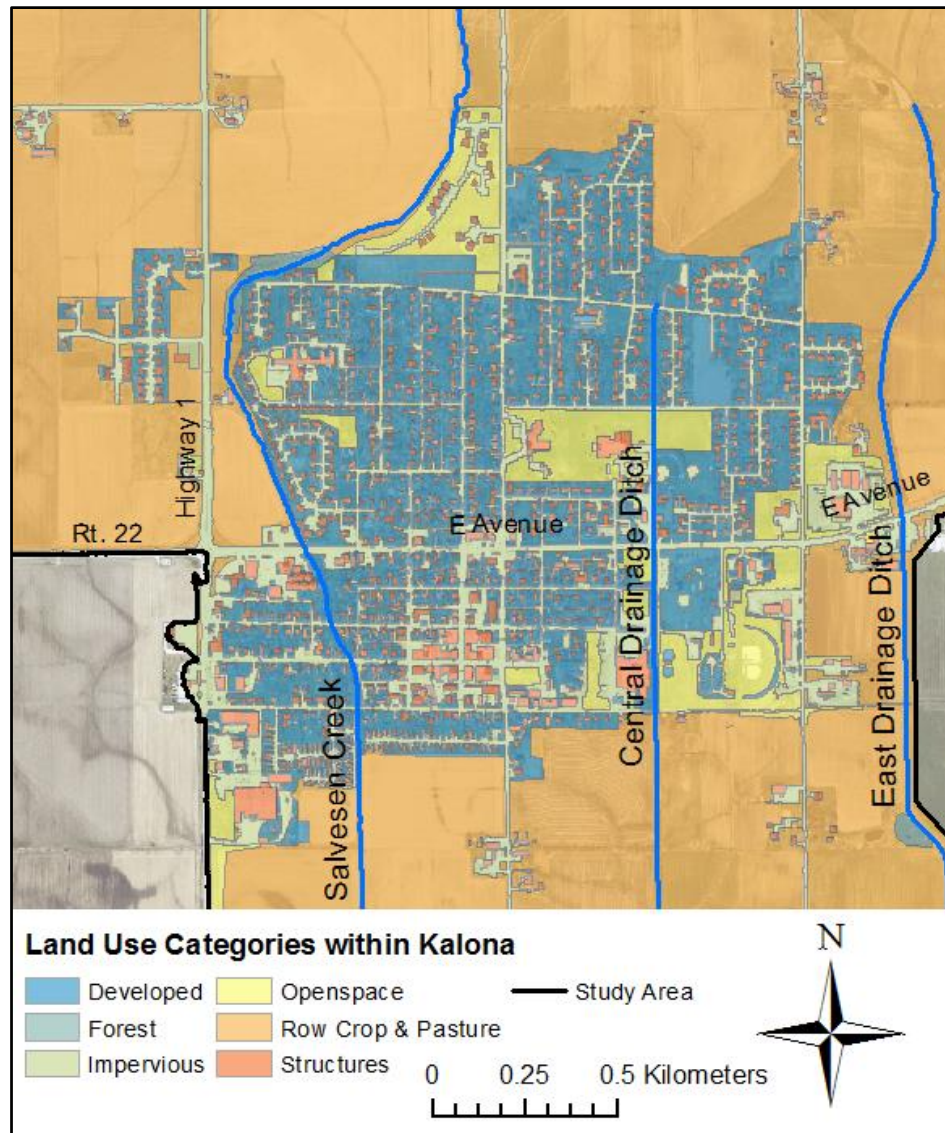 Highway 1
Rt. 22
E Avenue
E Avenue
Salvesen Creek
Central Drainage Ditch
East Drainage Ditch
Land Use Categories within Kalona
Developed
Forest
Impervious
Openspace
Row Crop & Pasture
Structures
Study Area
N
0 0.25 0.5 Kilometers